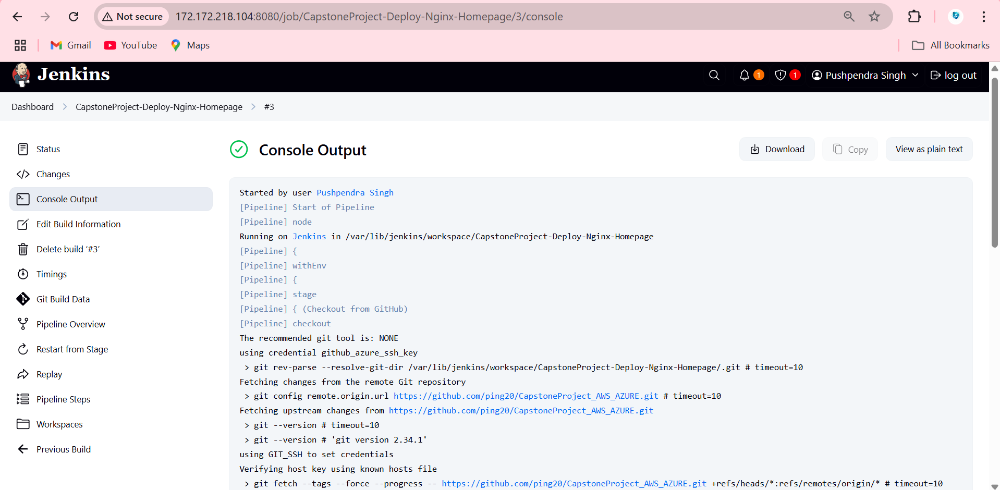 Not secure 172.172.218.104:8080/job/CapstoneProject-Deploy-Nginx-Homepage/3/console
Gmail YouTube Maps All Bookmarks
Jenkins 1 1 Pushpendra Singh log out
Dashboard CapstoneProject-Deploy-Nginx-Homepage #3
Status
Changes
Console Output
Edit Build Information
Delete build ‘#3’
Timings
Git Build Data
Pipeline Overview
Restart from Stage
Replay
Pipeline Steps
Workspaces
Previous Build
Console Output
Download Copy View as plain text
Started by user Pushpendra Singh
[Pipeline] Start of Pipeline
[Pipeline] node
Running on Jenkins in /var/lib/jenkins/workspace/CapstoneProject-Deploy-Nginx-Homepage
[Pipeline] {
[Pipeline] withEnv
[Pipeline] {
[Pipeline] stage
[Pipeline] { (Checkout from GitHub)
[Pipeline] checkout
The recommended git tool is: NONE
using credential github_azure_ssh_key
> git rev-parse --resolve-git-dir /var/lib/jenkins/workspace/CapstoneProject-Deploy-Nginx-Homepage/.git # timeout=10
Fetching changes from the remote Git repository
> git config remote.origin.url https://github.com/ping20/CapstoneProject_AWS_AZURE.git # timeout=10
Fetching upstream changes from https://github.com/ping20/CapstoneProject_AWS_AZURE.git
> git --version # timeout=10
> git --version # 'git version 2.34.1'
using GIT_SSH to set credentials
Verifying host key using known hosts file
> git fetch --tags --force --progress -- https://github.com/ping20/CapstoneProject_AWS_AZURE.git +refs/heads/*:refs/remotes/origin/* # timeout=10